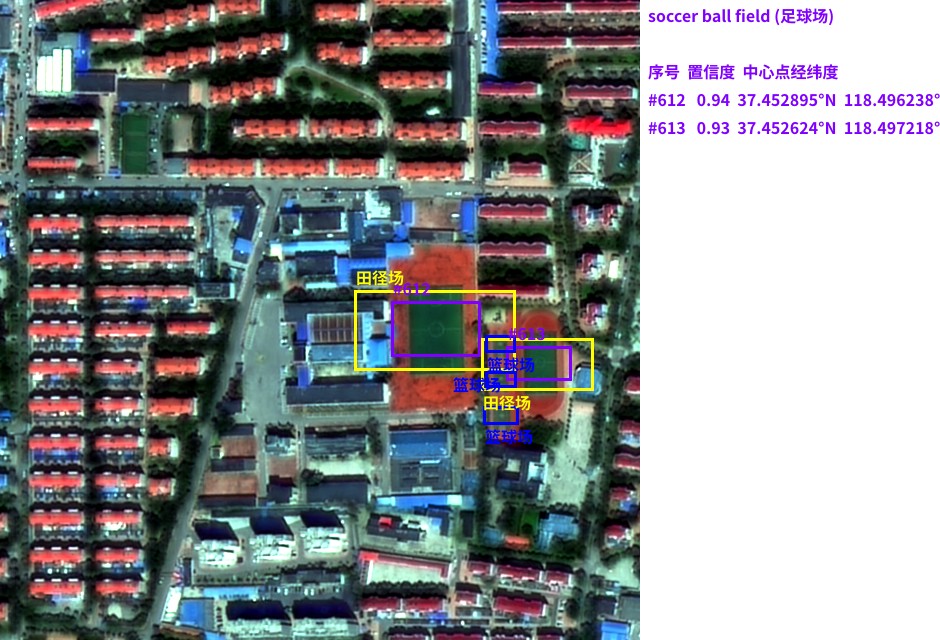 soccer ball field (足球场)
序号 置信度 中心点经纬度
#612 0.94 37.452895°N 118.496238°
#613 0.93 37.452624°N 118.497218°
田径场
#612
#613
篮球场
篮球场
田径场
篮球场